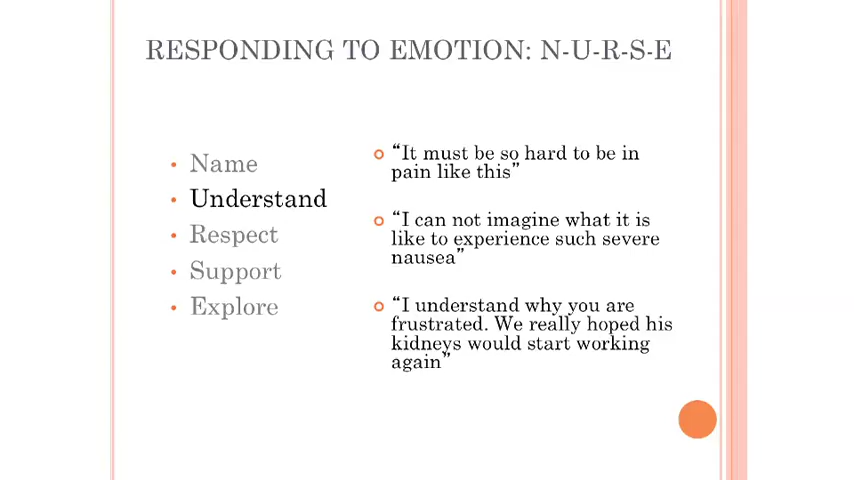 RESPONDING TO EMOTION: N-U-R-S-E
• Name
• Understand
• Respect
• Support
• Explore
“It must be so hard to be in
pain like this”
“I can not imagine what it is
like to experience such severe
nausea”
“I understand why you are
frustrated. We really hoped his
kidneys would start working
again”